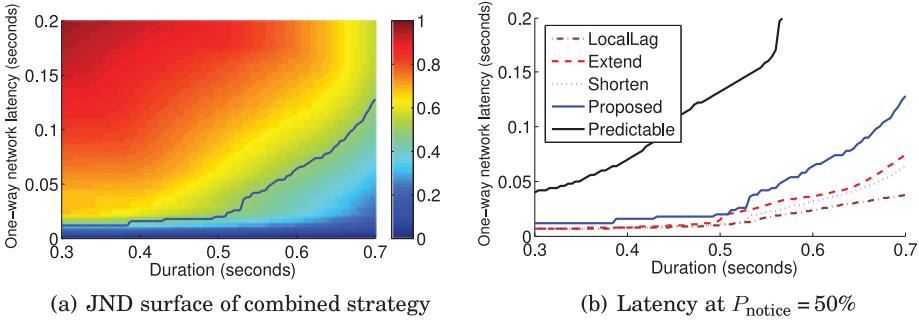 One-way network latency (seconds)
0.2
0.15
0.1
0.05
0
0.3
0.4
0.5
0.6
0.7
Duration (seconds)
1
0.8
0.6
0.4
0.2
0
(a) JND surface of combined strategy
One-way network latency (seconds)
0.2
0.15
0.1
0.05
0
0.3
0.4
0.5
0.6
0.7
Duration (seconds)
LocalLag
Extend
Shorten
Proposed
Predictable
(b) Latency at Pnotice = 50%